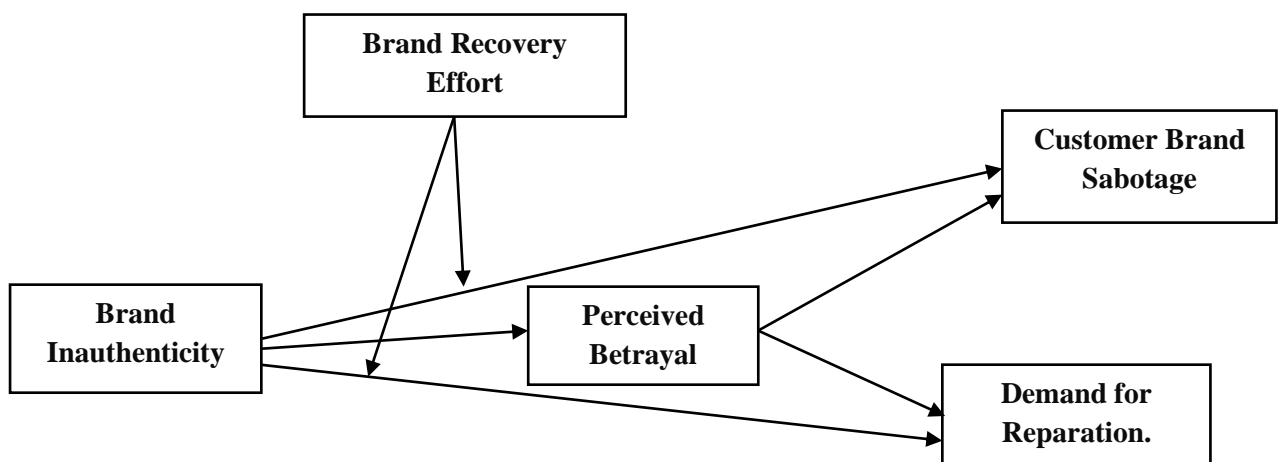 Brand Recovery
Effort
Customer Brand
Sabotage
Brand
Inauthenticity
Perceived
Betrayal
Demand for
Reparation.